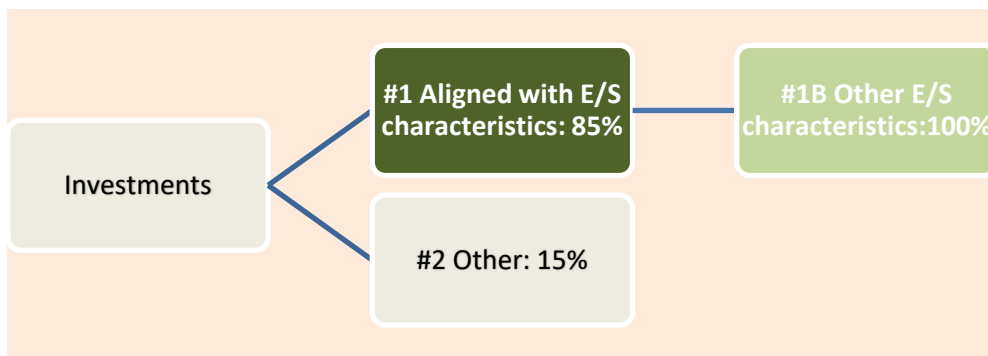 #1 Aligned with E/S
characteristics: 85%
#1B Other E/S
characteristics:100%
Investments
#2 Other: 15%